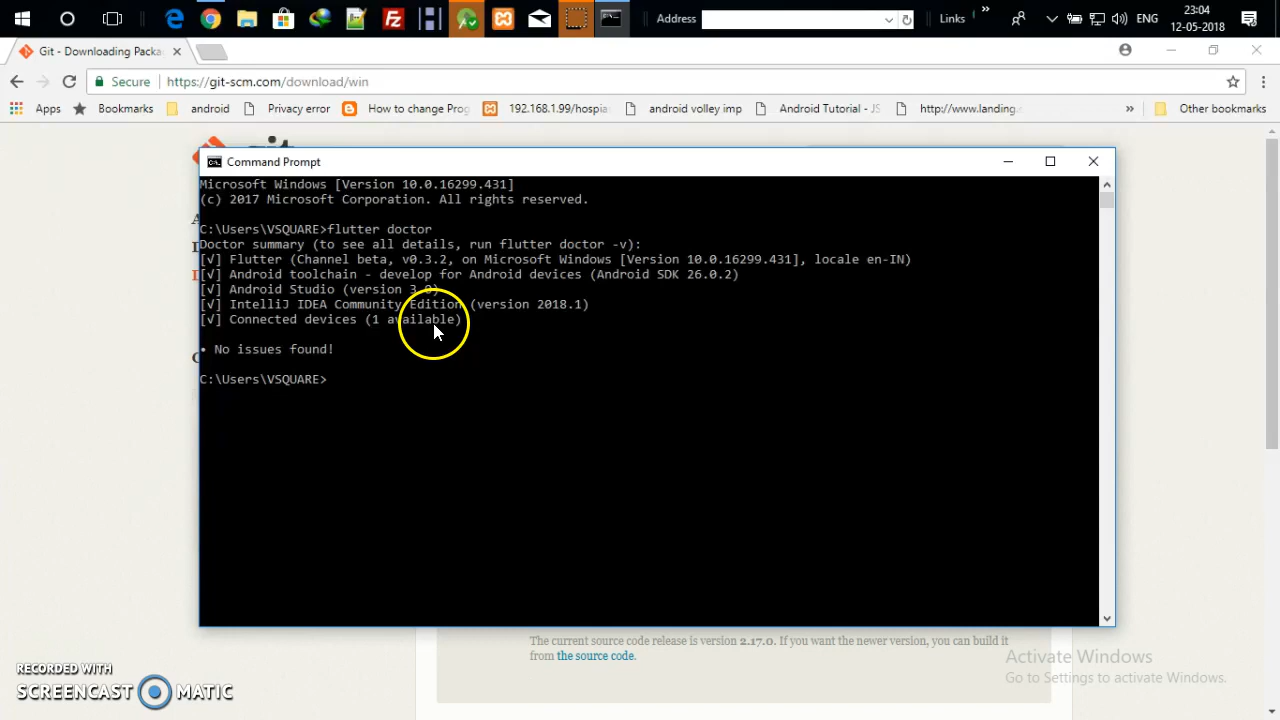 Address
Links
»
ENG
23:04
12-05-2018
Git - Downloading Packa
Secure
https://git-scm.com/download/win
Apps
Bookmarks
android
Privacy error
How to change Prog
192.168.1.99/hospia
android volley imp
Android Tutorial - JS
http://www.landing
»
Other bookmarks
git
Command Prompt
Microsoft Windows [Version 10.0.16299.431]
(c) 2017 Microsoft Corporation. All rights reserved.
C:\Users\VSQUARE>flutter doctor
Doctor summary (to see all details, run flutter doctor -v):
[√] Flutter (Channel beta, v0.3.2, on Microsoft Windows [Version 10.0.16299.431], locale en-IN)
[√] Android toolchain - develop for Android devices (Android SDK 26.0.2)
[√] Android Studio (version 3.0)
[√] IntelliJ IDEA Community Edition (version 2018.1)
[√] Connected devices (1 available)
• No issues found!
C:\Users\VSQUARE>
The current source code release is version 2.17.0. If you want the newer version, you can build it
from the source code.
Activate Windows
Go to Settings to activate Windows.
RECORDED WITH
SCREENCAST MATIC